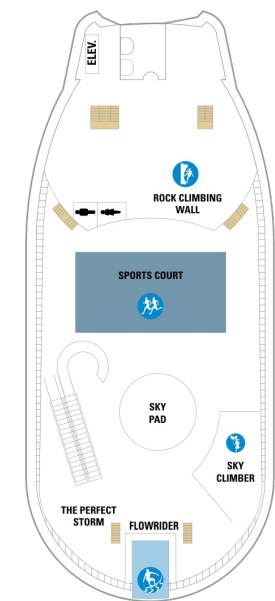 ELEV.
ROCK CLIMBING
WALL
SPORTS COURT
SKY
PAD
SKY
CLIMBER
THE PERFECT
STORM
FLOWRIDER